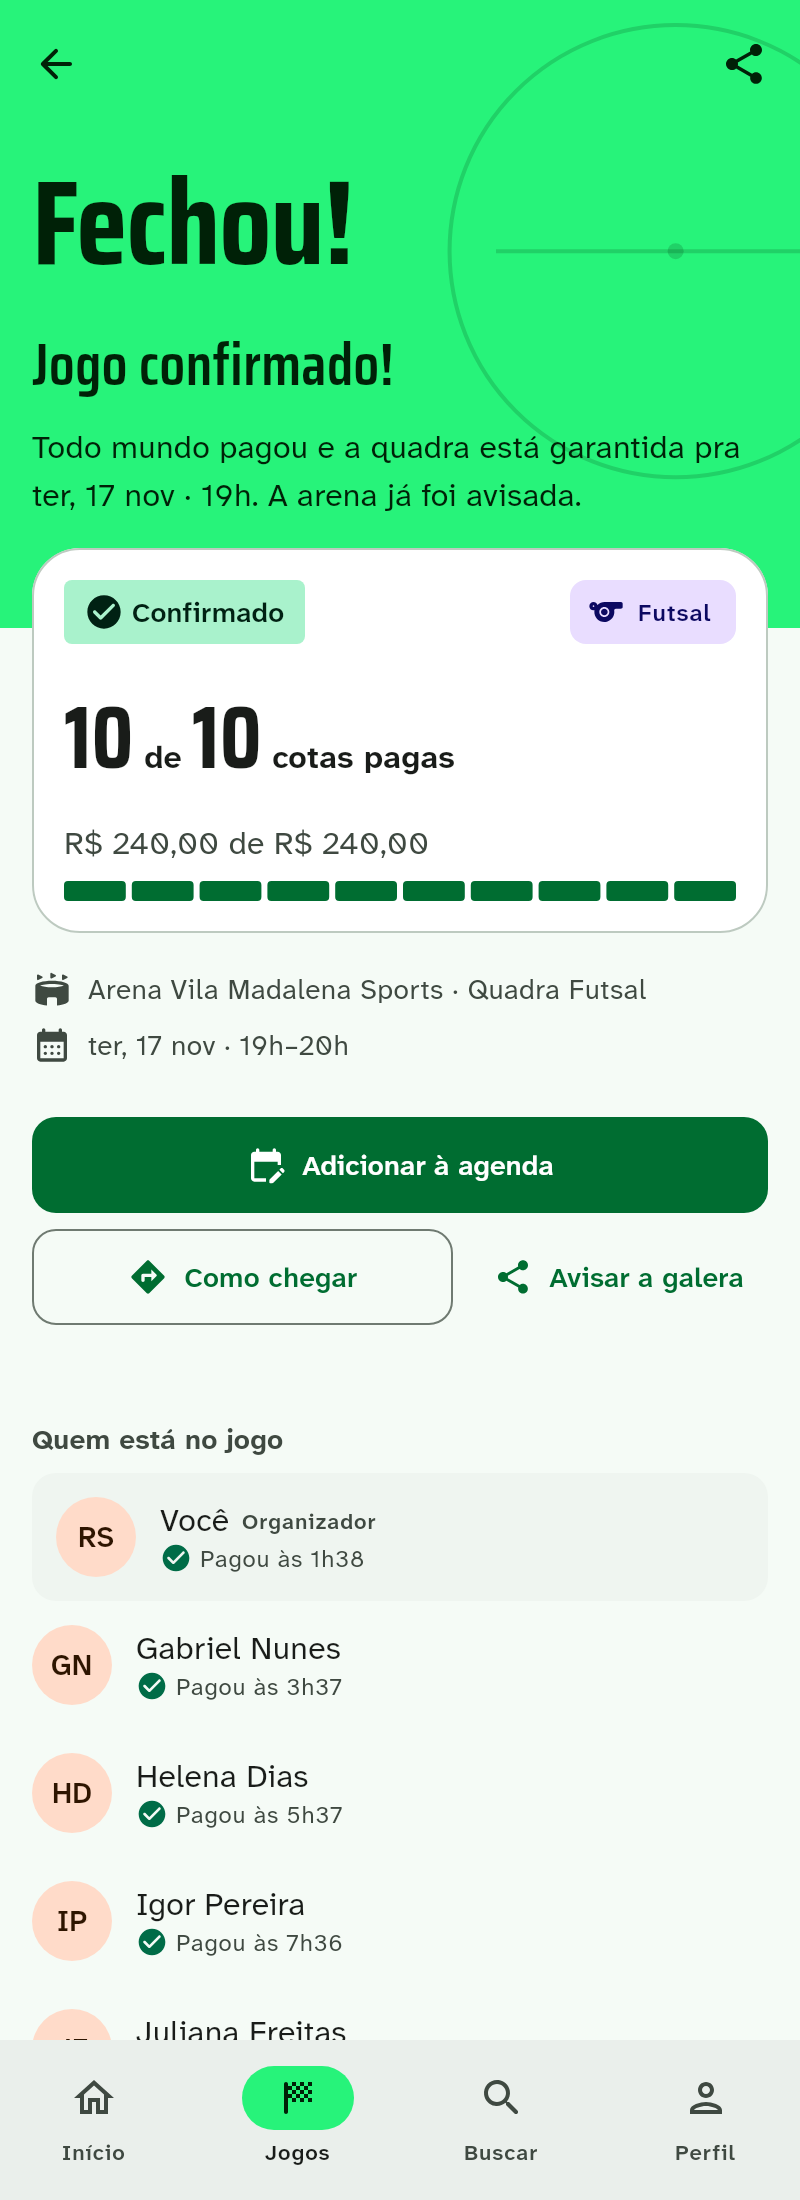 Fechou!
Jogo confirmado!
Todo mundo pagou e a quadra está garantida pra
ter, 17 nov · 19h. A arena já foi avisada.
Confirmado
Futsal
10 de 10 cotas pagas
R$ 240,00 de R$ 240,00
Arena Vila Madalena Sports · Quadra Futsal
ter, 17 nov · 19h–20h
Adicionar à agenda
Como chegar
Avisar a galera
Quem está no jogo
RS
Você Organizador
Pagou às 1h38
GN
Gabriel Nunes
Pagou às 3h37
HD
Helena Dias
Pagou às 5h37
IP
Igor Pereira
Pagou às 7h36
Juliana Freitas
Início
Jogos
Buscar
Perfil